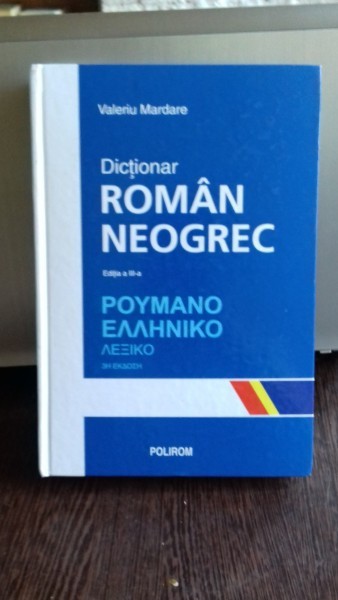 Valeriu Mardare
Dicționar
ROMÂN
NEOGREC
Ediția a III-a
ΡΟΥΜΑΝΟ
ΕΛΛΗΝΙΚΟ
ΛΕΞΙΚΟ
3Η ΕΚΔΟΣΗ
POLIROM